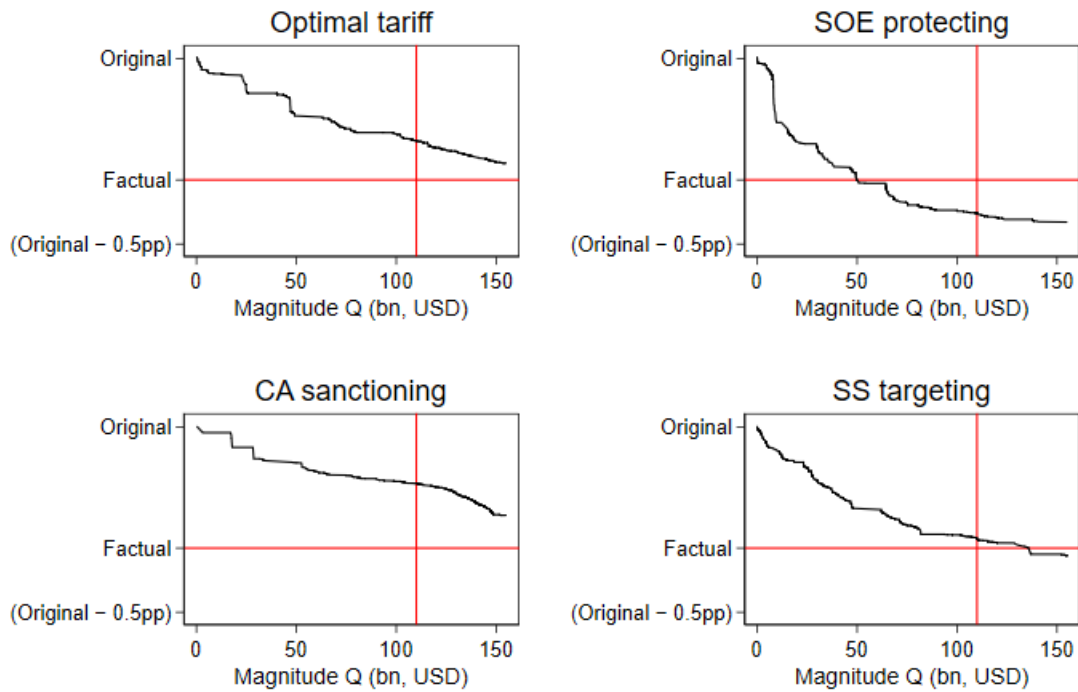 Optimal tariff
Original
Factual
(Original − 0.5pp)
0 50 100 150
Magnitude Q (bn, USD)
SOE protecting
Original
Factual
(Original − 0.5pp)
0 50 100 150
Magnitude Q (bn, USD)
CA sanctioning
Original
Factual
(Original − 0.5pp)
0 50 100 150
Magnitude Q (bn, USD)
SS targeting
Original
Factual
(Original − 0.5pp)
0 50 100 150
Magnitude Q (bn, USD)